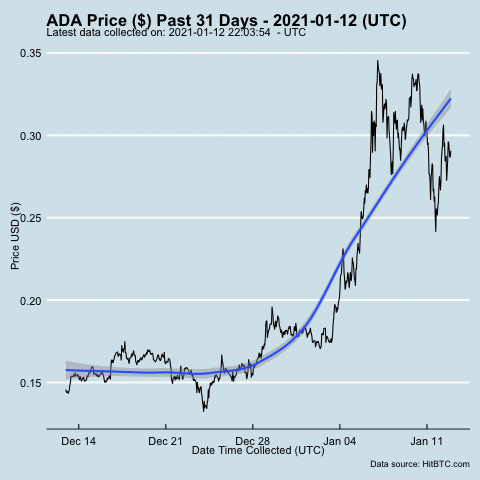 ADA Price ($) Past 31 Days - 2021-01-12 (UTC)
Latest data collected on: 2021-01-12 22:03:54 - UTC
0.35
0.30
0.25
0.20
0.15
Price USD ($)
Dec 14 Dec 21 Dec 28 Jan 04 Jan 11
Date Time Collected (UTC)
Data source: HitBTC.com